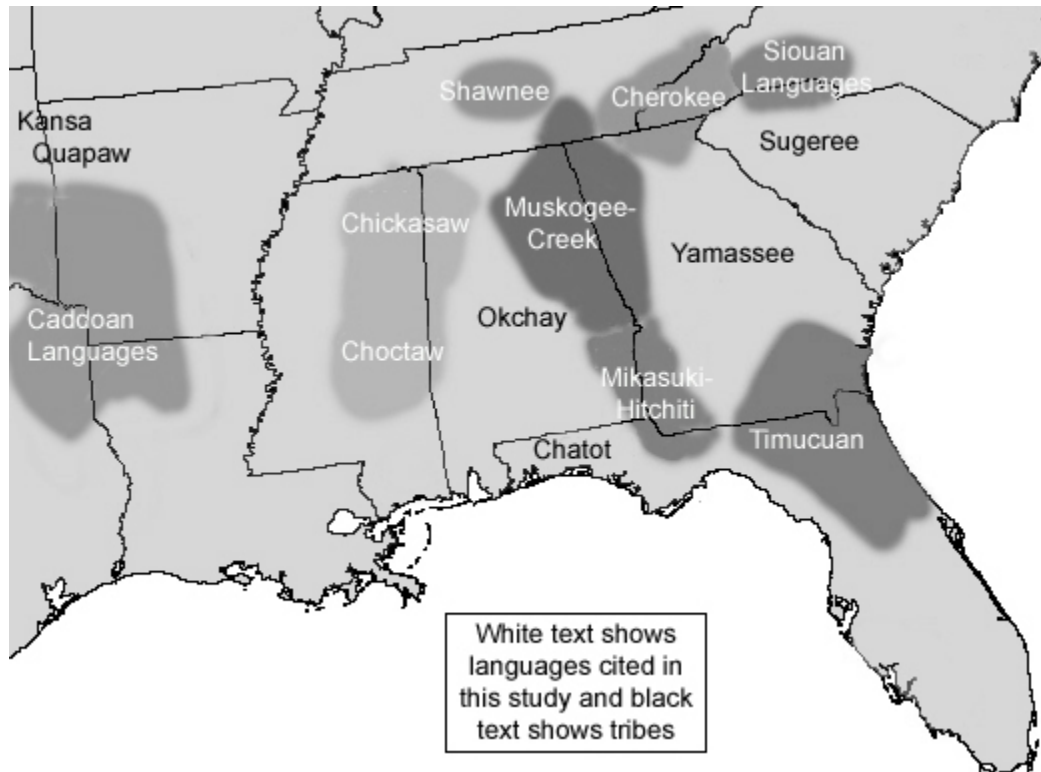 Siouan
Languages
Shawnee
Cherokee
Kansa
Quapaw
Sugeree
Chickasaw
Muskogee-
Creek
Yamassee
Okchay
Caddoan
Languages
Choctaw
Mikasuki-
Hitchiti
Chatot
Timucuan
White text shows
languages cited in
this study and black
text shows tribes